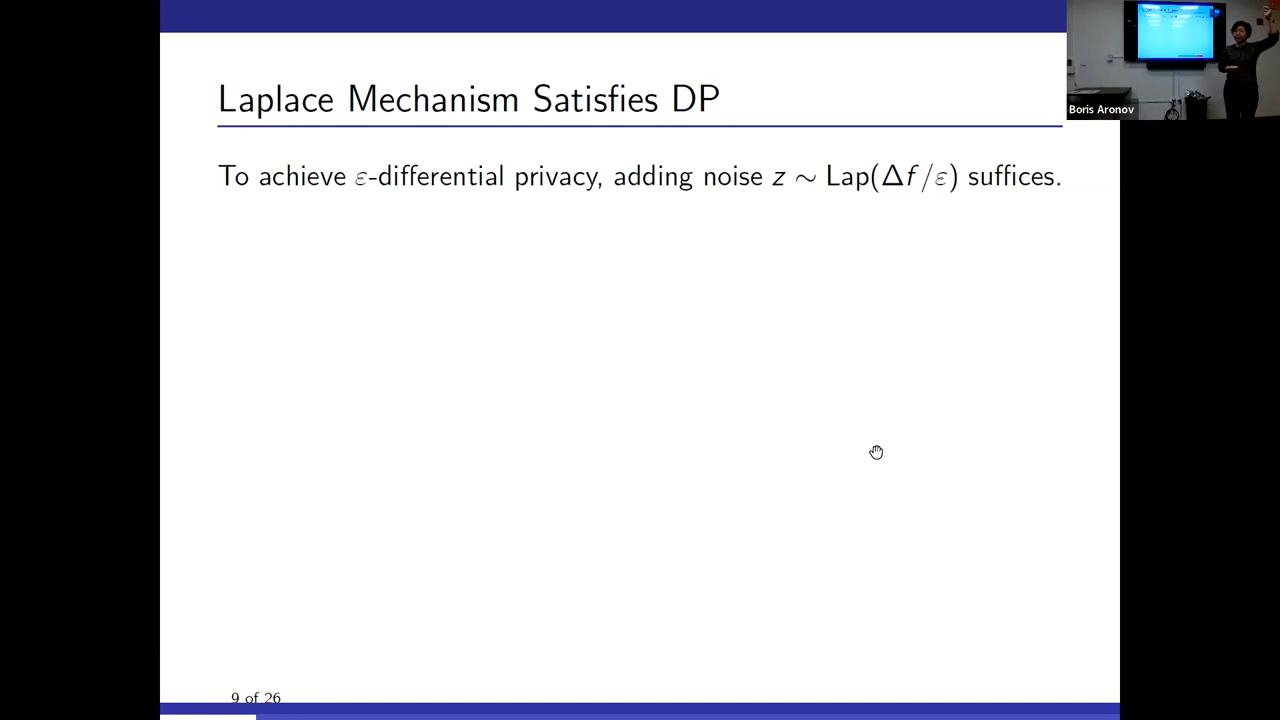 Boris Aronov
Laplace Mechanism Satisfies DP
To achieve ε-differential privacy, adding noise z ∼ Lap(Δf/ε) suffices.
9 of 26